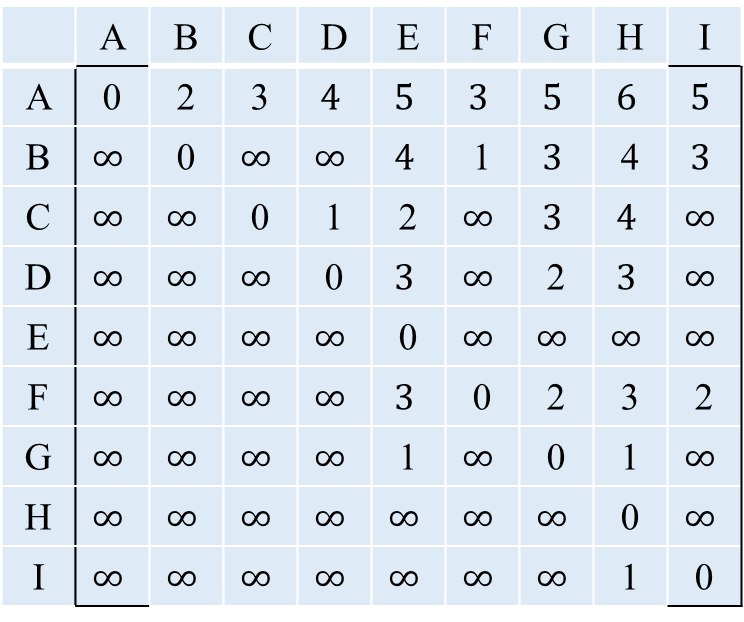 A B C D E F G H I
A 0 2 3 4 5 3 5 6 5
B ∞ 0 ∞ ∞ 4 1 3 4 3
C ∞ ∞ 0 1 2 ∞ 3 4 ∞
D ∞ ∞ ∞ 0 3 ∞ 2 3 ∞
E ∞ ∞ ∞ ∞ 0 ∞ ∞ ∞ ∞
F ∞ ∞ ∞ ∞ 3 0 2 3 2
G ∞ ∞ ∞ ∞ 1 ∞ 0 1 ∞
H ∞ ∞ ∞ ∞ ∞ ∞ ∞ 0 ∞
I ∞ ∞ ∞ ∞ ∞ ∞ ∞ 1 0